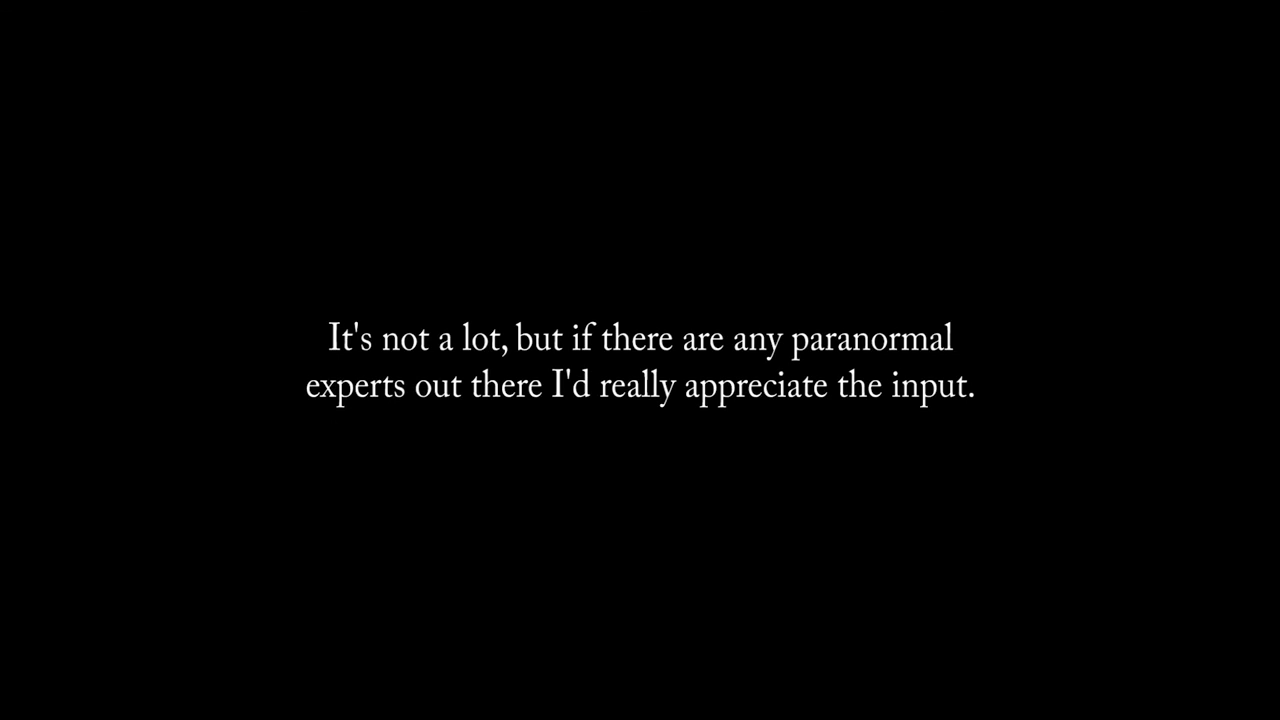 It's not a lot, but if there are any paranormal
experts out there I'd really appreciate the input.